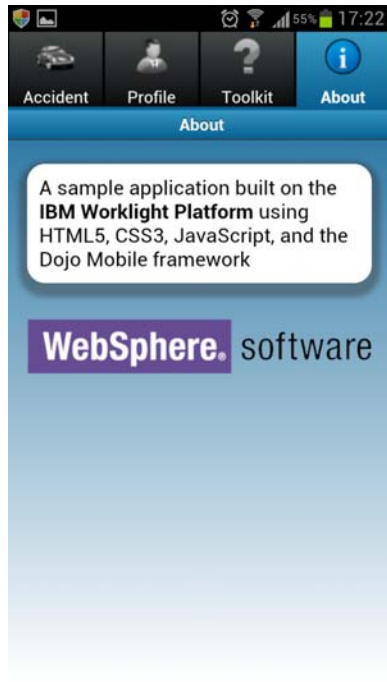 55% 17:22
Accident Profile Toolkit About
About
A sample application built on the
IBM Worklight Platform using
HTML5, CSS3, JavaScript, and the
Dojo Mobile framework
WebSphere® software